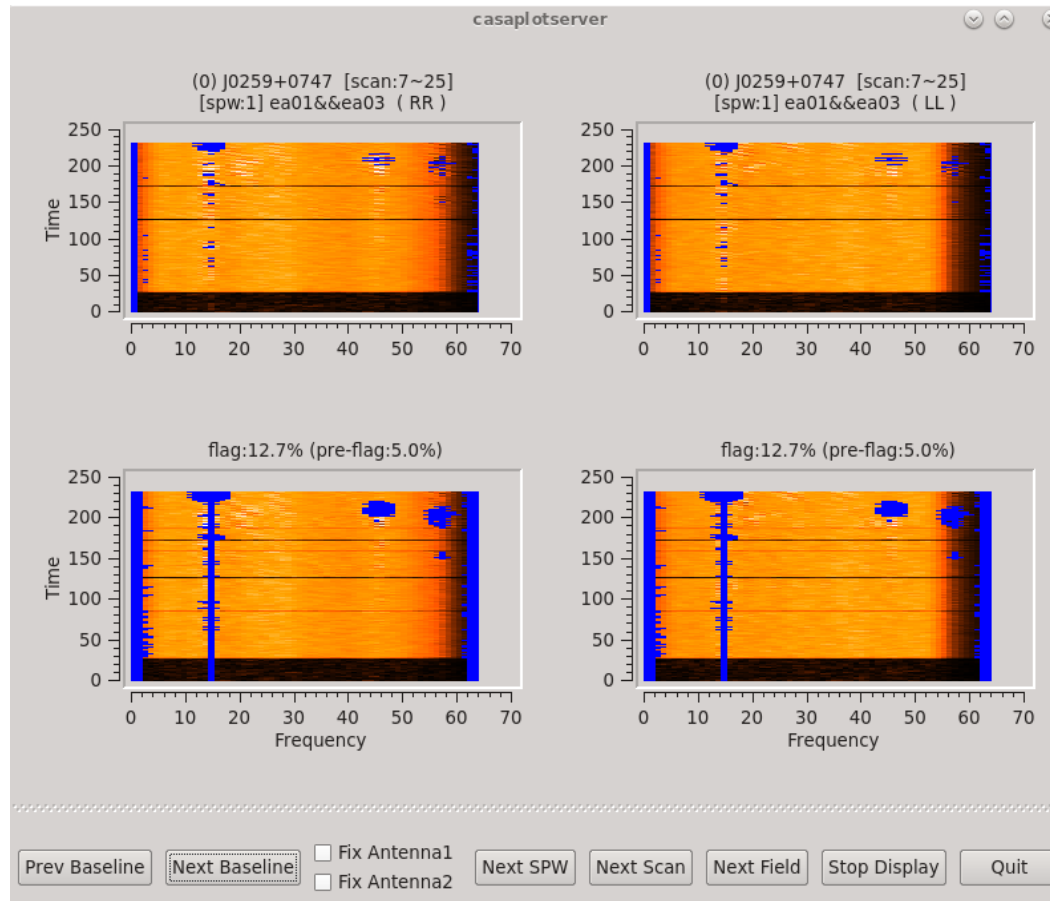 casaplotserver
(0) J0259+0747 [scan:7~25]
[spw:1] ea01&&ea03 ( RR )
250
200
150
100
50
0
Time
0 10 20 30 40 50 60 70
(0) J0259+0747 [scan:7~25]
[spw:1] ea01&&ea03 ( LL )
250
200
150
100
50
0
0 10 20 30 40 50 60 70
flag:12.7% (pre-flag:5.0%)
250
200
150
100
50
0
Time
0 10 20 30 40 50 60 70
Frequency
flag:12.7% (pre-flag:5.0%)
250
200
150
100
50
0
0 10 20 30 40 50 60 70
Frequency
Prev Baseline
Next Baseline
Fix Antenna1
Fix Antenna2
Next SPW
Next Scan
Next Field
Stop Display
Quit